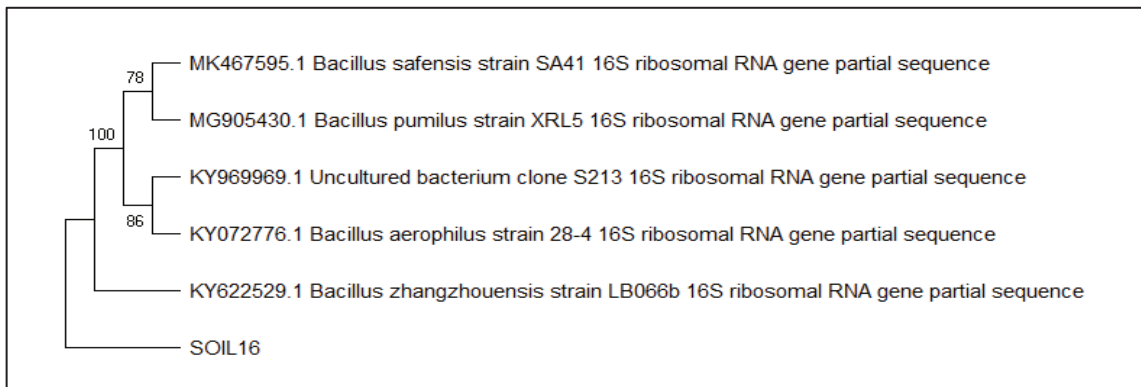 MK467595.1 Bacillus safensis strain SA41 16S ribosomal RNA gene partial sequence
78
MG905430.1 Bacillus pumilus strain XRL5 16S ribosomal RNA gene partial sequence
100
KY969969.1 Uncultured bacterium clone S213 16S ribosomal RNA gene partial sequence
86
KY072776.1 Bacillus aerophilus strain 28-4 16S ribosomal RNA gene partial sequence
KY622529.1 Bacillus zhangzhouensis strain LB066b 16S ribosomal RNA gene partial sequence
SOIL16